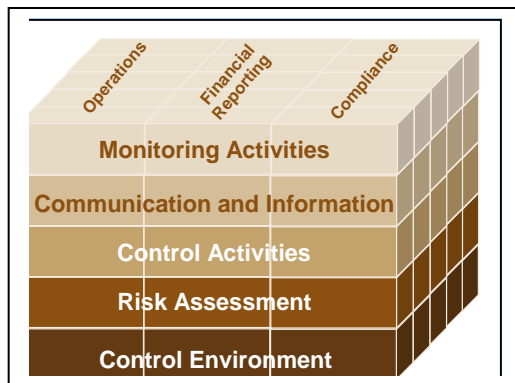 Operations
Financial
Reporting
Compliance
Monitoring Activities
Communication and Information
Control Activities
Risk Assessment
Control Environment